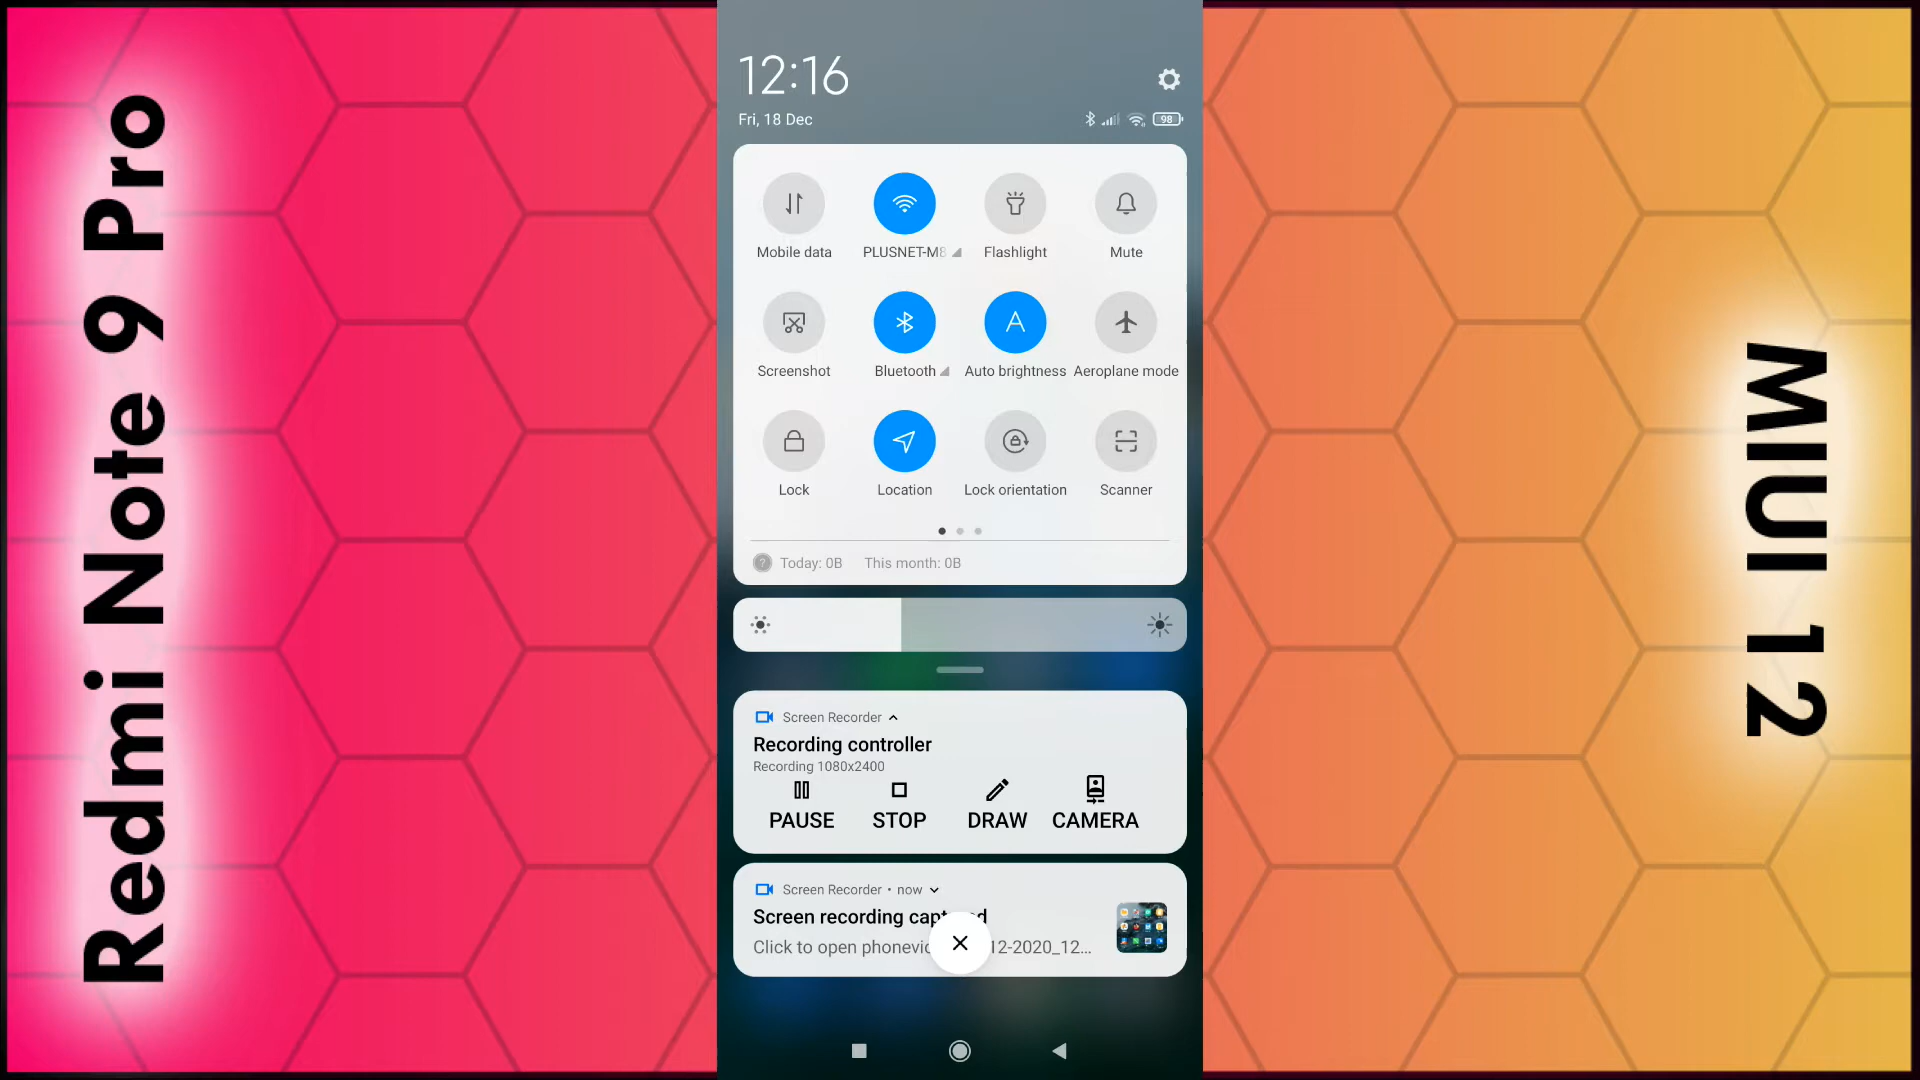 Redmi Note 9 Pro
12:16
Fri, 18 Dec
98
Mobile data
PLUSNET-M8
Flashlight
Mute
Screenshot
Bluetooth
A
Auto brightness
Aeroplane mode
Lock
Location
Lock orientation
Scanner
? Today: 0B This month: 0B
Screen Recorder
Recording controller
Recording 1080x2400
PAUSE STOP DRAW CAMERA
Screen Recorder • now
Screen recording
Click to open 12-2020_12...
MIUI 12